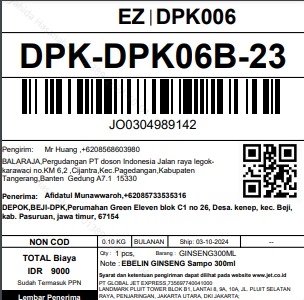 EZ | DPK006
DPK-DPK06B-23
JO0304989142
Pengirim: Mr Huang ,+6208568603980
BALARAJA,Pergudangan PT doson Indonesia Jalan raya legok-
karawaci no.KM 6,2 ,Cijantra,Kec.Pagedangan,Kabupaten
Tangerang,Banten Gedung A7.1 15330
Penerima: Afidatul Munawwaroh,+62085733535316
DEPOK,BEJI-DPK,Perumahan Green Eleven blok C1 no 26, Desa. kenep, kec. Beji,
kab. Pasuruan, jawa timur, 67154
NON COD 0.10 KG BULANAN Ship: 03-10-2024 --
TOTAL Biaya
IDR 9000
Sudah Termasuk PPN
Lembar Penerima
1 pcs, Barang : GINSENG300ML
Note : EBELIN GINSENG Sampo 300ml
Syarat dan ketentuan pengiriman dapat dilihat pada website www.jet.co.id
PT GLOBAL JET EXPRESS,735697740041000
LANDMARK PLUIT TOWER BLOK B1, LANTAI 8, 9A, 10A, JL. PLUIT SELATAN
RAYA, PENJARINGAN, JAKARTA UTARA, DKI JAKARTA;